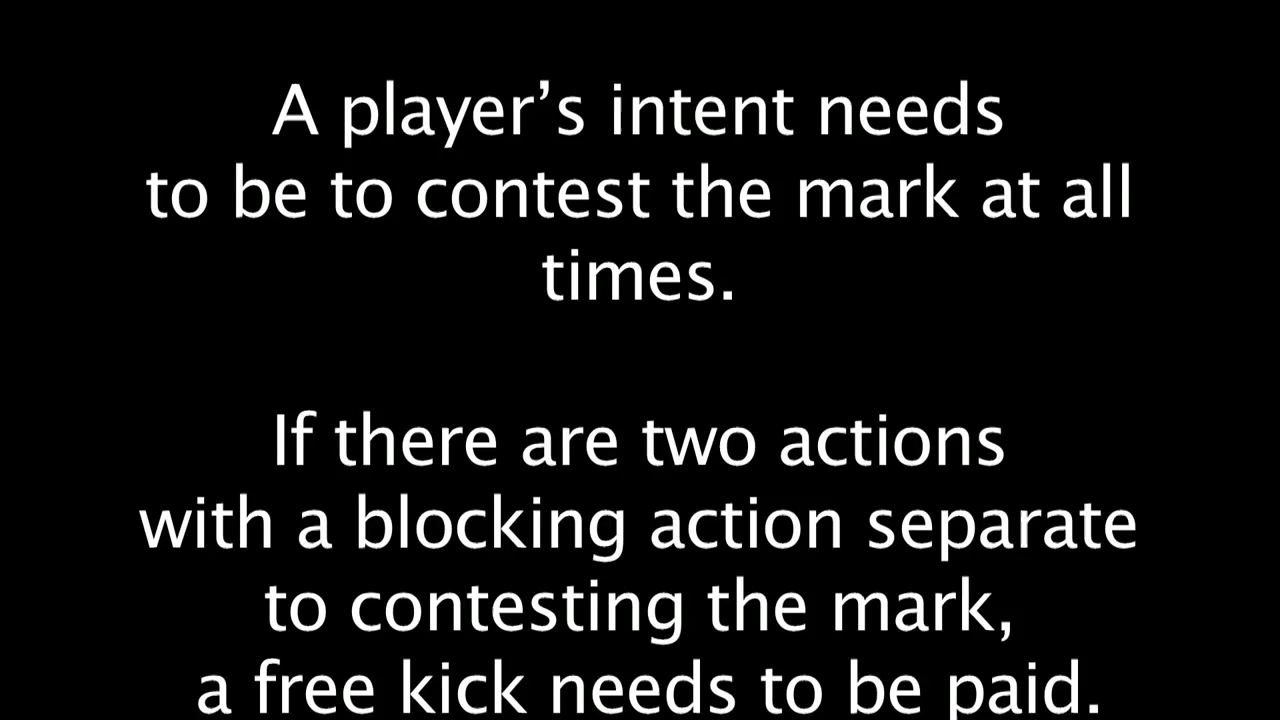 A player’s intent needs
to be to contest the mark at all
times.
If there are two actions
with a blocking action separate
to contesting the mark,
a free kick needs to be paid.